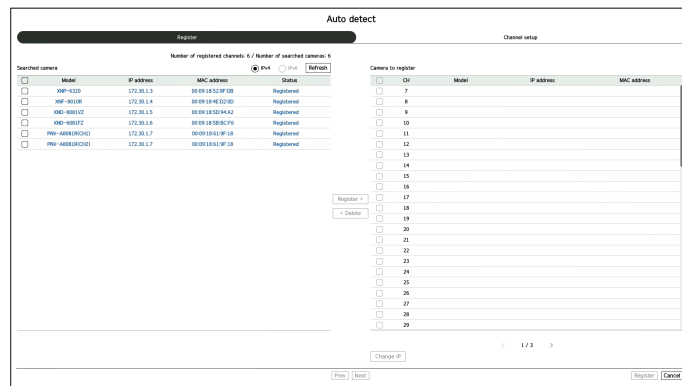 Auto detect
Register
Channel setup
Number of registered channels: 6 / Number of searched cameras: 6
Searched camera
IPv4 IPv6 Refresh
Model IP address MAC address Status
XNP-6320 172.30.1.3 00:09:18:52:8F:DB Registered
XNF-8010R 172.30.1.4 00:09:18:4E:D2:0D Registered
XND-8081VZ 172.30.1.5 00:09:18:5D:94:A2 Registered
XND-6081FZ 172.30.1.6 00:09:18:5B:BC:F6 Registered
PNV-A8081R(CH1) 172.30.1.7 00:09:18:61:9F:18 Registered
PNV-A8081R(CH2) 172.30.1.7 00:09:18:61:9F:18 Registered
Register >
< Delete
Camera to register
CH Model IP address MAC address
7
8
9
10
11
12
13
14
15
16
17
18
19
20
21
22
23
24
25
26
27
28
29
< 1 / 3 >
Change IP
Prev Next
Register Cancel